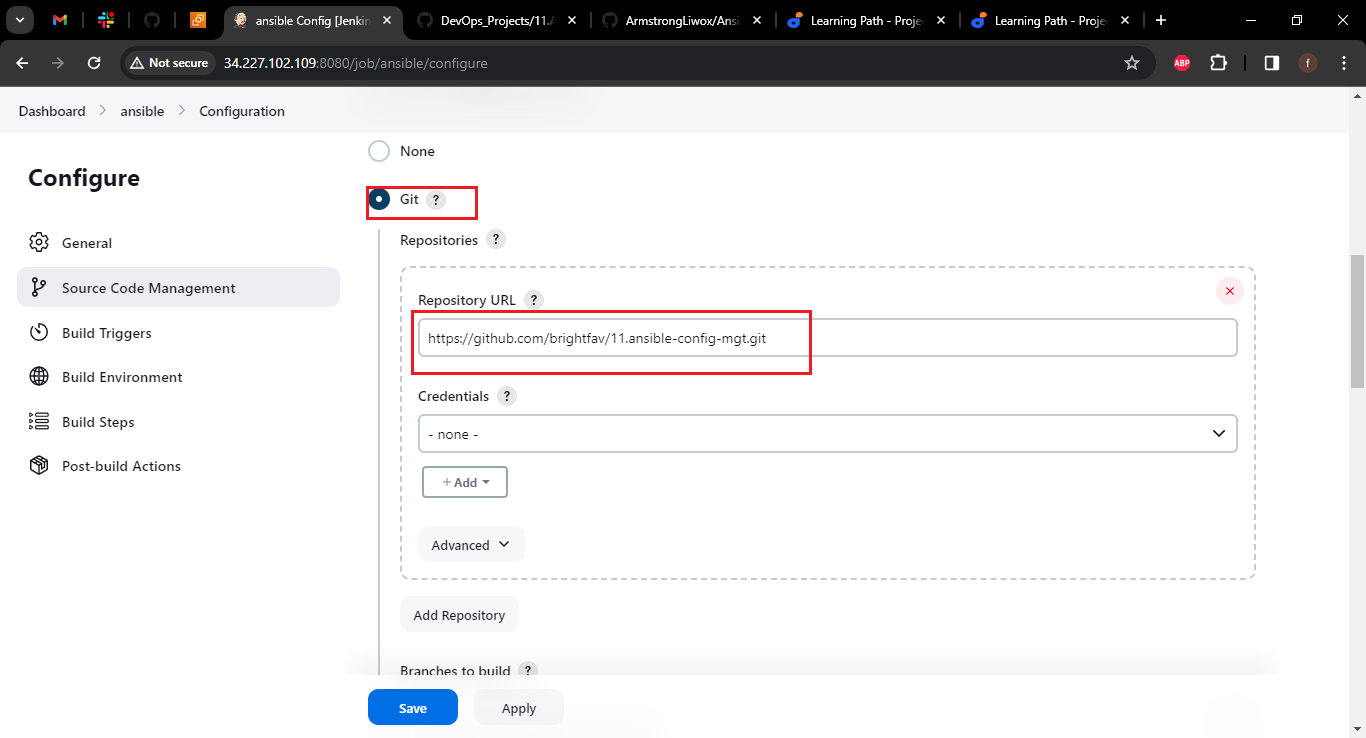 ansible Config [Jenkin
DevOps_Projects/11.A
ArmstrongLiwox/Ansi
Learning Path - Projec
Learning Path - Projec
Not secure
34.227.102.109:8080/job/ansible/configure
ABP
f
Dashboard > ansible > Configuration
Configure
General
Source Code Management
Build Triggers
Build Environment
Build Steps
Post-build Actions
None
Git ?
Repositories ?
Repository URL ?
https://github.com/brightfav/11.ansible-config-mgt.git
Credentials ?
- none -
+ Add
Advanced
Add Repository
Branches to build ?
Save
Apply